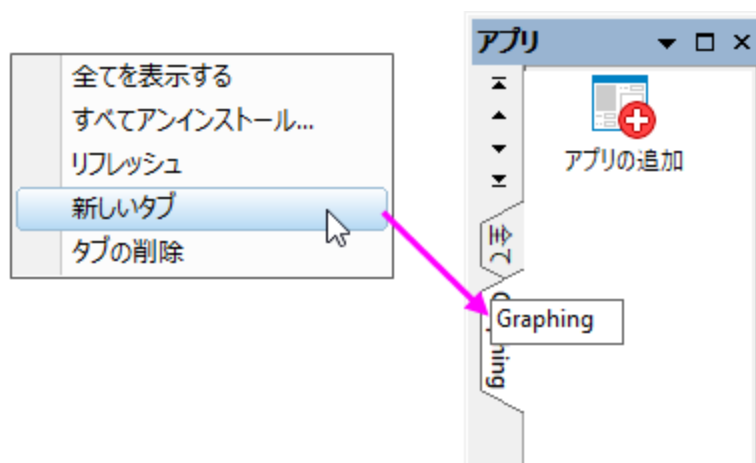 全てを表示する
すべてアンインストール...
リフレッシュ
新しいタブ
タブの削除
アプリ
アプリの追加
全て
Graphing